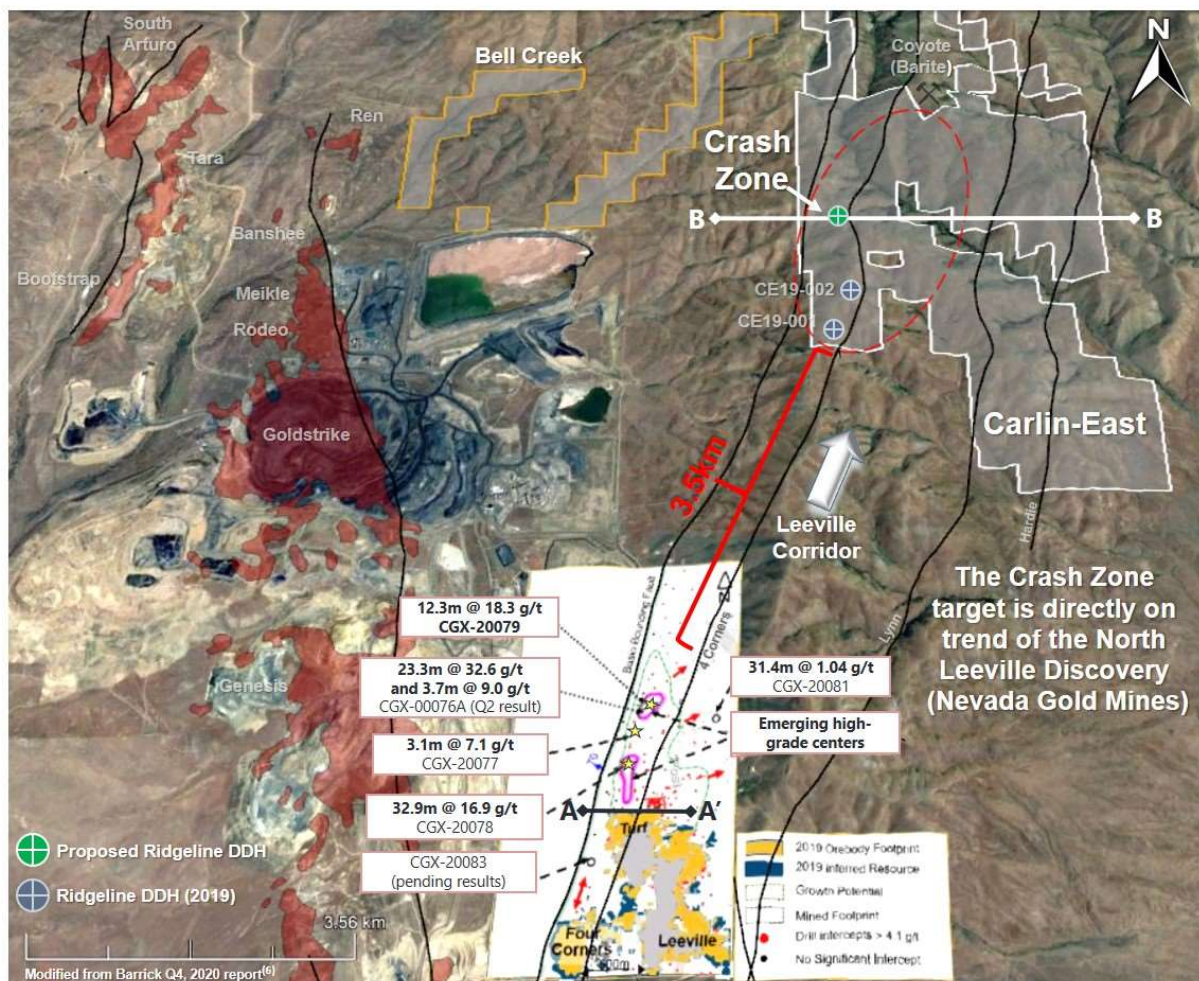 South
Arturo
Bell Creek
Coyote
(Barite)
N
Ren
Tara
Crash
Zone
B
B
Banshee
Bootstrap
Meikle
Rodeo
CE19-002
CE19-001
Goldstrike
Carlin-East
3.5km
Leeville
Corridor
Hardie
Lynn
The Crash Zone
target is directly on
trend of the North
Leeville Discovery
(Nevada Gold Mines)
N
Basin Bounding Fault
4 Corners
12.3m @ 18.3 g/t
CGX-20079
23.3m @ 32.6 g/t
and 3.7m @ 9.0 g/t
CGX-00076A (Q2 result)
31.4m @ 1.04 g/t
CGX-20081
Genesis
3.1m @ 7.1 g/t
CGX-20077
Emerging high-
grade centers
32.9m @ 16.9 g/t
CGX-20078
A
A'
Turf
CGX-20083
(pending results)
Four
Corners
Leeville
2019 Orebody Footprint
2019 Inferred Resource
Growth Potential
Mined Footprint
Drill intercepts > 4.1 g/t
No Significant Intercept
Proposed Ridgeline DDH
Ridgeline DDH (2019)
3.56 km
Modified from Barrick Q4, 2020 report(6)